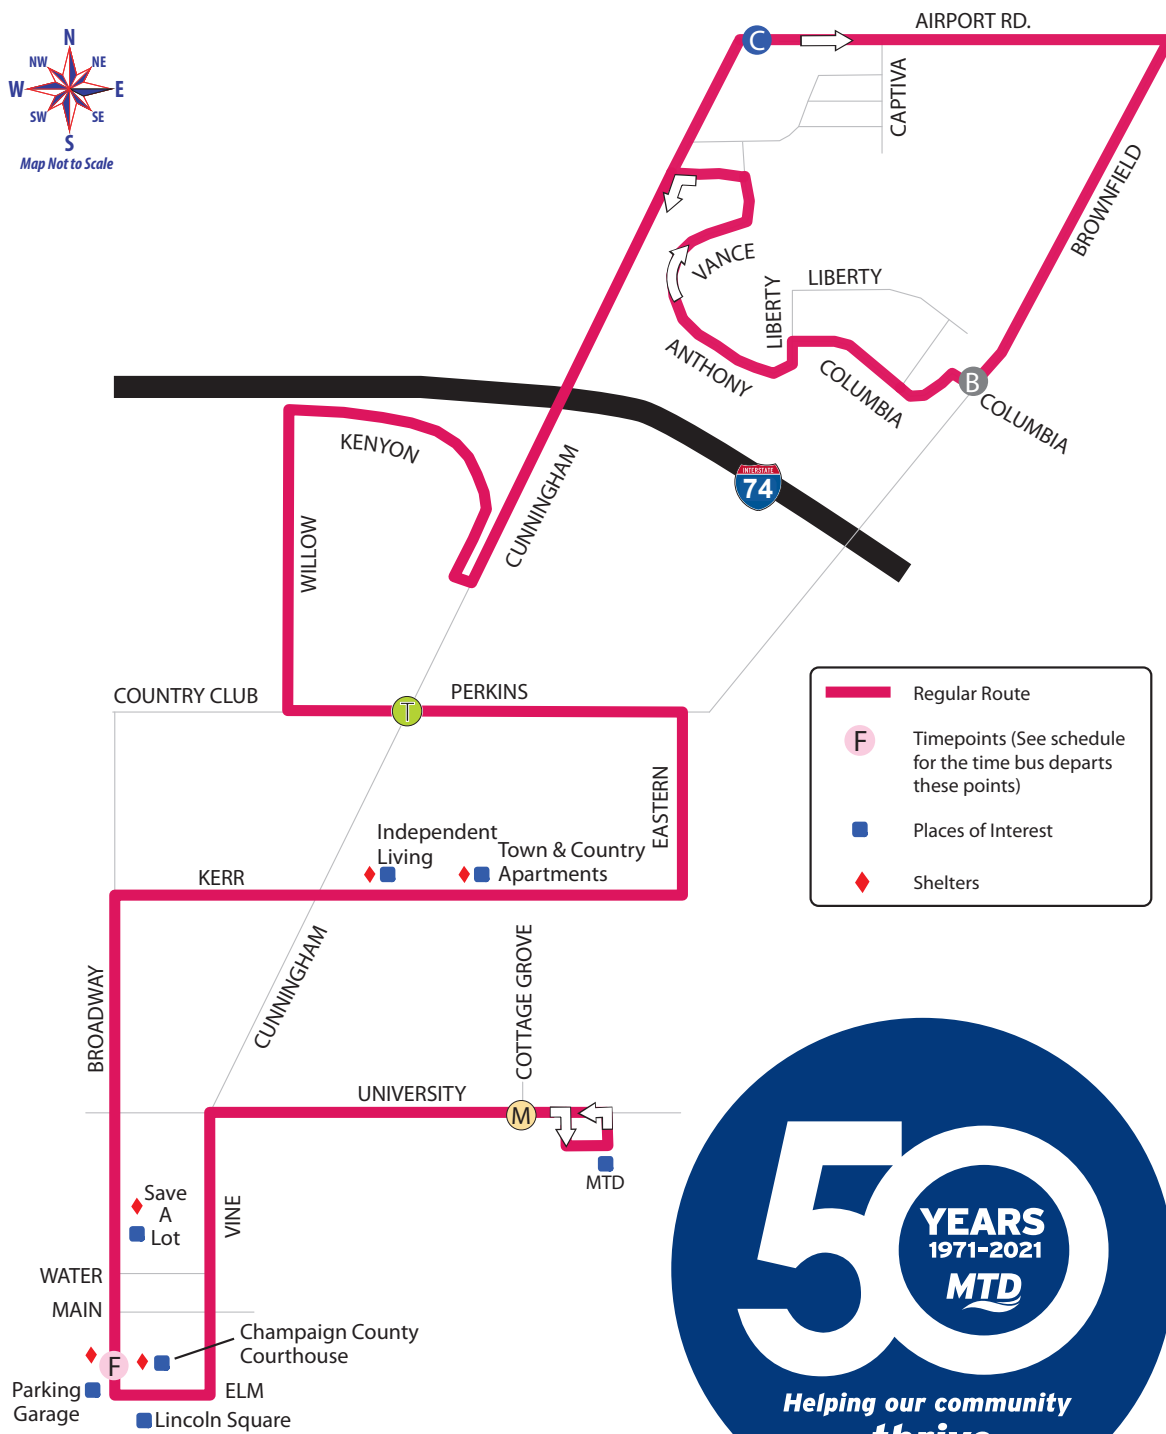 AIRPORT RD.
C
N
NW
NE
W
E
SW
SE
S
Map Not to Scale
CAPTIVA
BROWNFIELD
VANCE
LIBERTY
LIBERTY
ANTHONY
COLUMBIA
B
COLUMBIA
KENYON
CUNNINGHAM
INTERSTATE
74
WILLOW
COUNTRY CLUB
T
PERKINS
Regular Route
F
Timepoints (See schedule
for the time bus departs
these points)
Places of Interest
Shelters
EASTERN
Independent
Living
Town & Country
Apartments
KERR
CUNNINGHAM
COTTAGE GROVE
BROADWAY
UNIVERSITY
M
MTD
Save
A
Lot
VINE
WATER
MAIN
Champaign County
Courthouse
F
Parking
Garage
ELM
Lincoln Square
50
YEARS
1971-2021
MTD
Helping our community
thrive